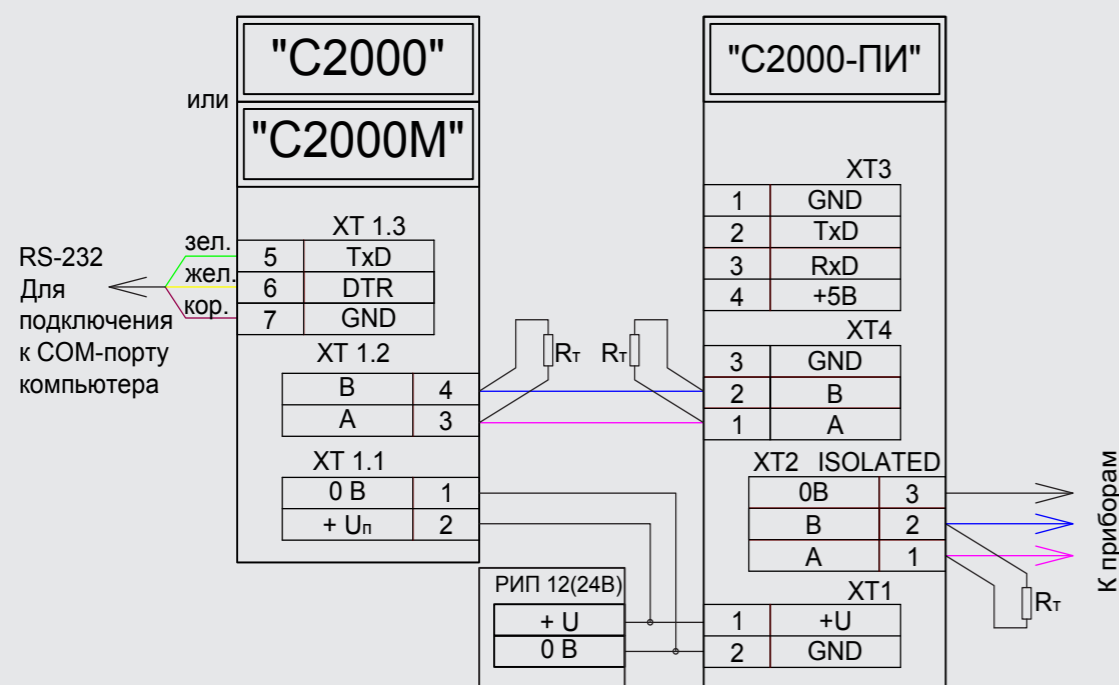 "С2000"
или
"С2000М"
XT 1.3
5 TxD
6 DTR
7 GND
зел.
жел.
кор.
RS-232
Для
подключения
к COM-порту
компьютера
XT 1.2
B 4
A 3
XT 1.1
0 В 1
+ Uп 2
Rт
Rт
РИП 12(24В)
+ U
0 В
"С2000-ПИ"
XT3
1 GND
2 TxD
3 RxD
4 +5В
XT4
3 GND
2 B
1 A
XT2 ISOLATED
0В 3
B 2
A 1
XT1
1 +U
2 GND
Rт
К приборам